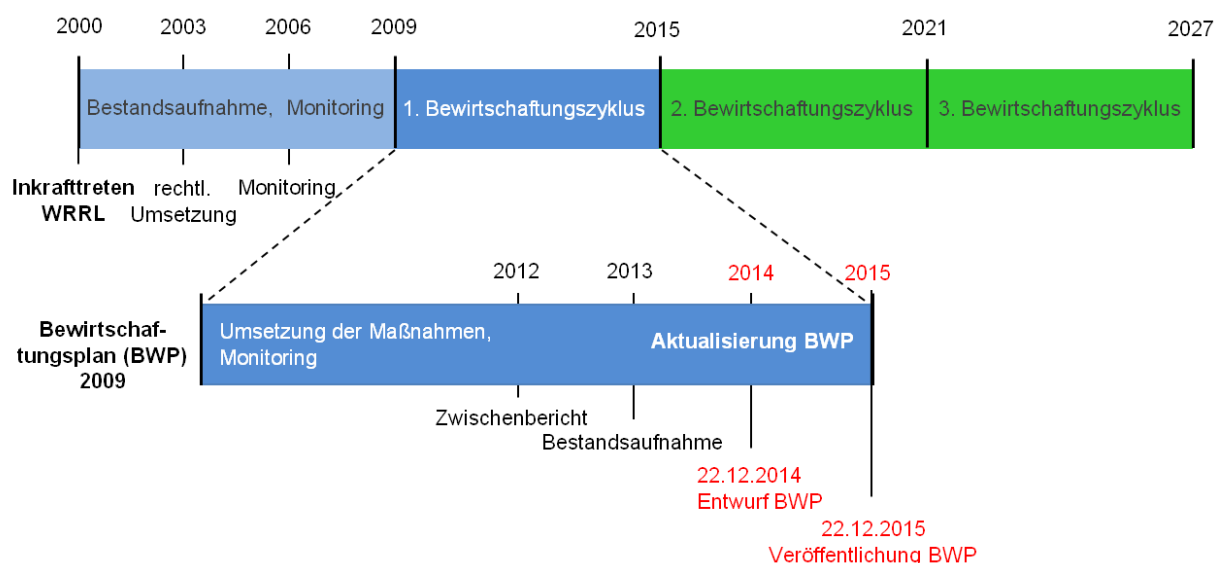 2000 2003 2006 2009 2015 2021 2027
Bestandsaufnahme, Monitoring
1. Bewirtschaftungszyklus
2. Bewirtschaftungszyklus
3. Bewirtschaftungszyklus
Inkrafttreten
WRRL
rechtl.
Umsetzung
Monitoring
2012 2013 2014 2015
Bewirtschaf-
tungsplan (BWP)
2009
Umsetzung der Maßnahmen,
Monitoring
Aktualisierung BWP
Zwischenbericht
Bestandsaufnahme
22.12.2014
Entwurf BWP
22.12.2015
Veröffentlichung BWP